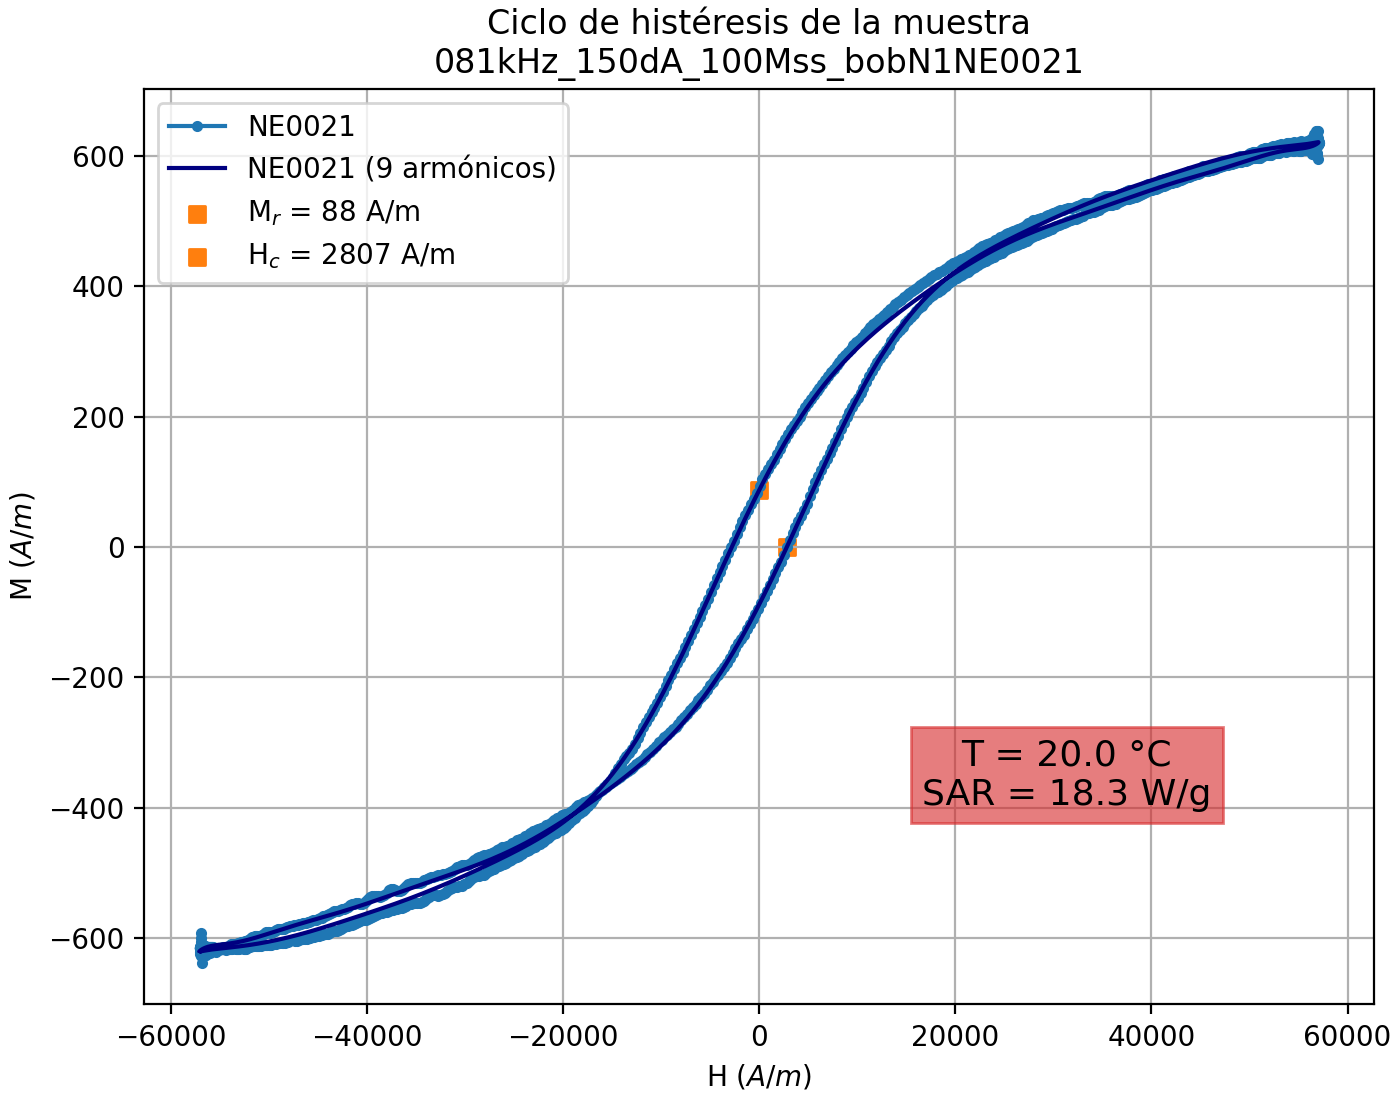 Ciclo de histéresis de la muestra
081kHz_150dA_100Mss_bobN1NE0021
NE0021
NE0021 (9 armónicos)
Mr = 88 A/m
Hc = 2807 A/m
600
400
200
0
−200
−400
−600
M (A/m)
T = 20.0 °C
SAR = 18.3 W/g
−60000 −40000 −20000 0 20000 40000 60000
H (A/m)